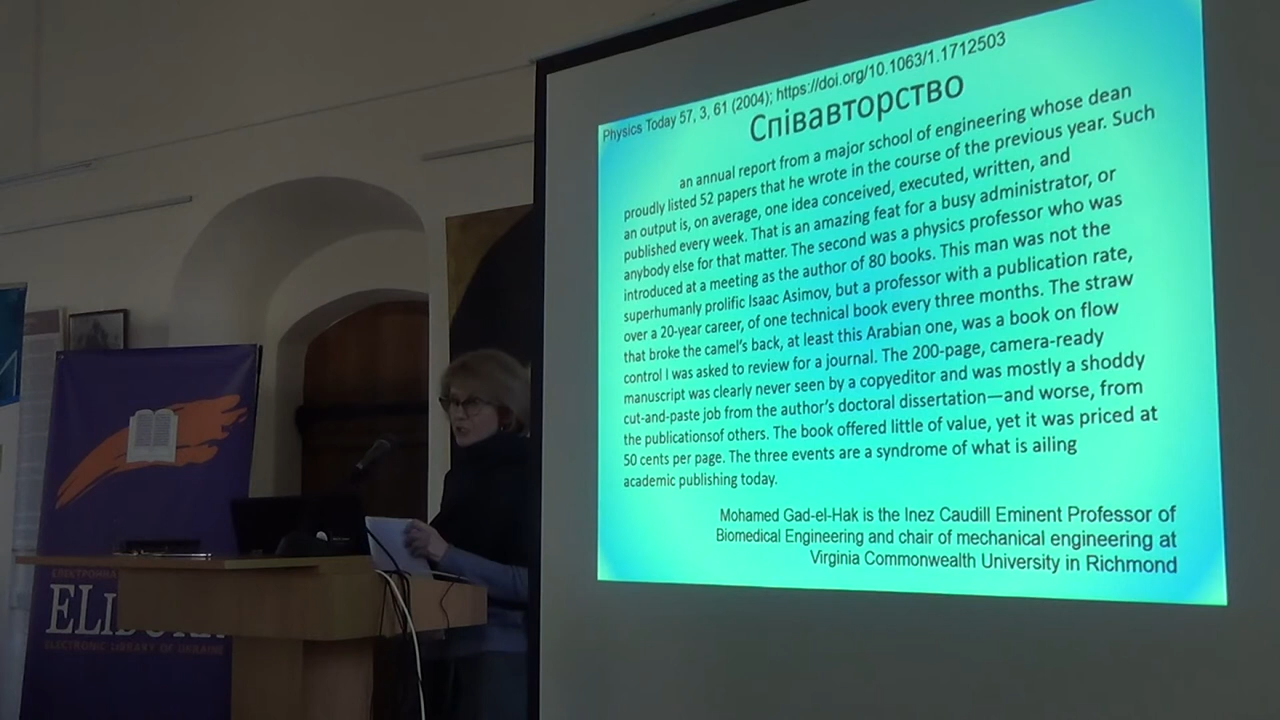 Physics Today 57, 3, 61 (2004); https://doi.org/10.1063/1.1712503
Співавторство
an annual report from a major school of engineering whose dean
proudly listed 52 papers that he wrote in the course of the previous year. Such
an output is, on average, one idea conceived, executed, written, and
published every week. That is an amazing feat for a busy administrator, or
anybody else for that matter. The second was a physics professor who was
introduced at a meeting as the author of 80 books. This man was not the
superhumanly prolific Isaac Asimov, but a professor with a publication rate,
over a 20-year career, of one technical book every three months. The straw
that broke the camel's back, at least this Arabian one, was a book on flow
control I was asked to review for a journal. The 200-page, camera-ready
manuscript was clearly never seen by a copyeditor and was mostly a shoddy
cut-and-paste job from the author's doctoral dissertation—and worse, from
the publicationsof others. The book offered little of value, yet it was priced at
50 cents per page. The three events are a syndrome of what is ailing
academic publishing today.
Mohamed Gad-el-Hak is the Inez Caudill Eminent Professor of
Biomedical Engineering and chair of mechanical engineering at
Virginia Commonwealth University in Richmond
ELECTRONIC LIBRARY OF UKRAINE